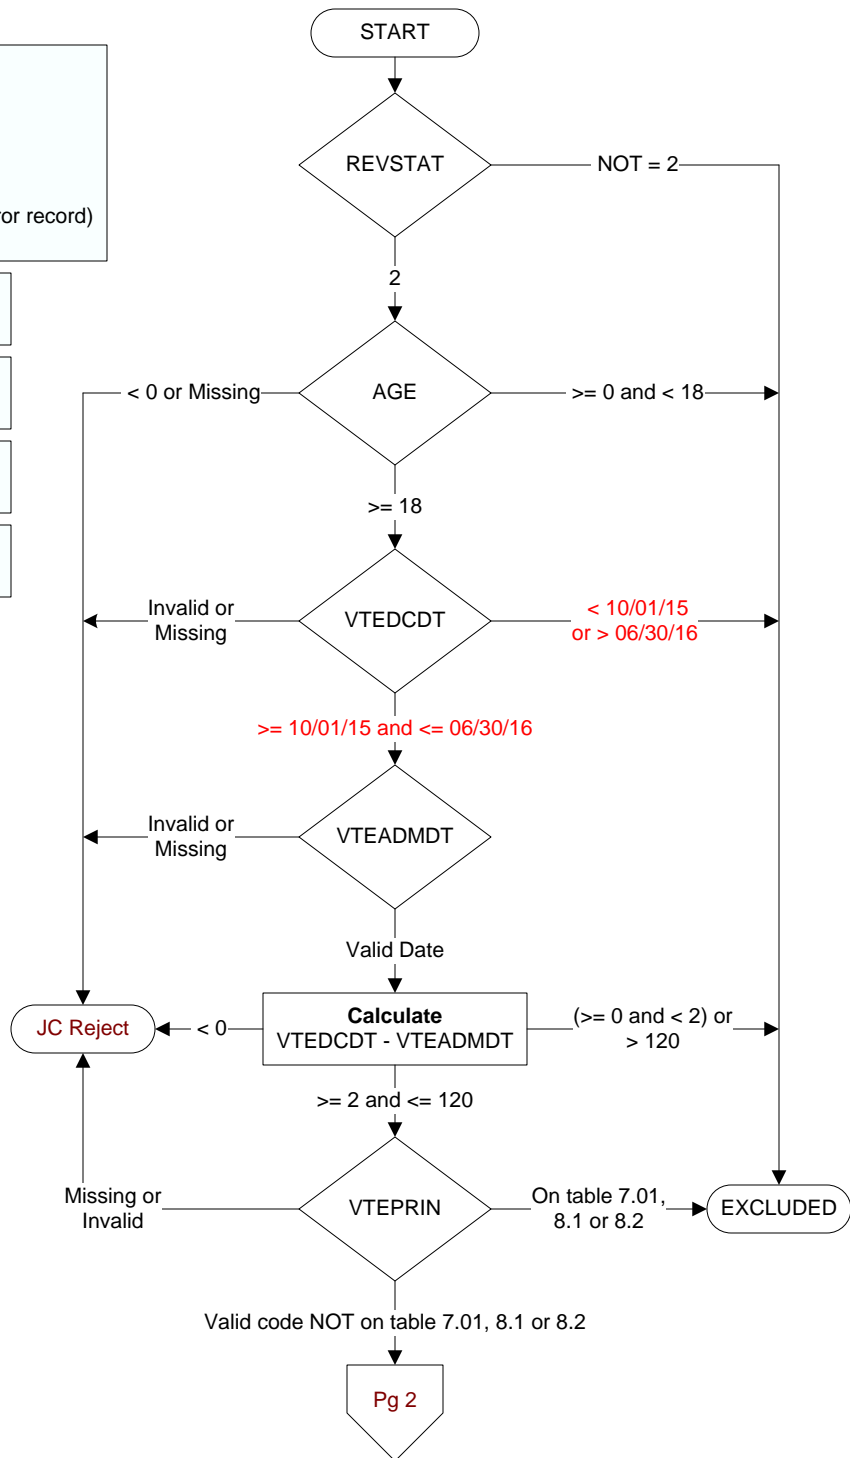 START
REVSTAT
NOT = 2
or record)
2
< 0 or Missing
AGE
>= 0 and < 18
>= 18
Invalid or
Missing
VTEDCDT
< 10/01/15
or > 06/30/16
>= 10/01/15 and <= 06/30/16
Invalid or
Missing
VTEADMDT
Valid Date
JC Reject
< 0
Calculate
VTEDCDT - VTEADMDT
(>= 0 and < 2) or
> 120
>= 2 and <= 120
Missing or
Invalid
VTEPRIN
On table 7.01,
8.1 or 8.2
EXCLUDED
Valid code NOT on table 7.01, 8.1 or 8.2
Pg 2